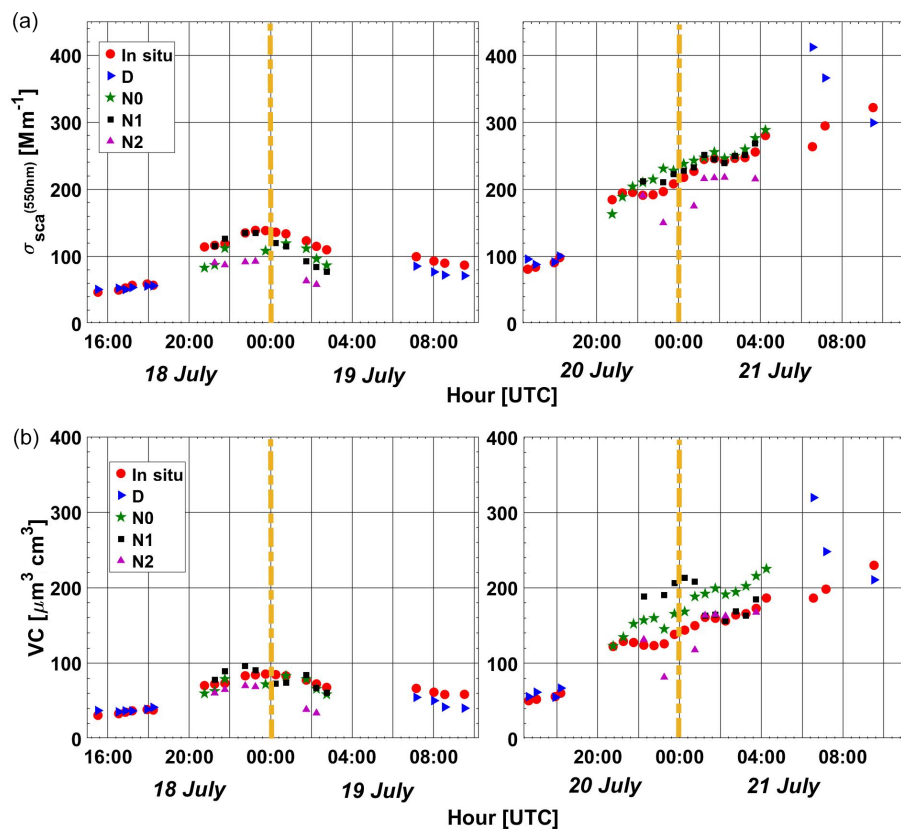 (a)
σsca(550nm) [Mm-1]
400
300
200
100
0
In situ
D
N0
N1
N2
400
300
200
100
0
16:00 20:00 00:00 04:00 08:00
20:00 00:00 04:00 08:00
18 July 19 July
20 July 21 July
Hour [UTC]
(b)
VC [μm3 cm3]
400
300
200
100
0
In situ
D
N0
N1
N2
400
300
200
100
0
16:00 20:00 00:00 04:00 08:00
20:00 00:00 04:00 08:00
18 July 19 July
20 July 21 July
Hour [UTC]